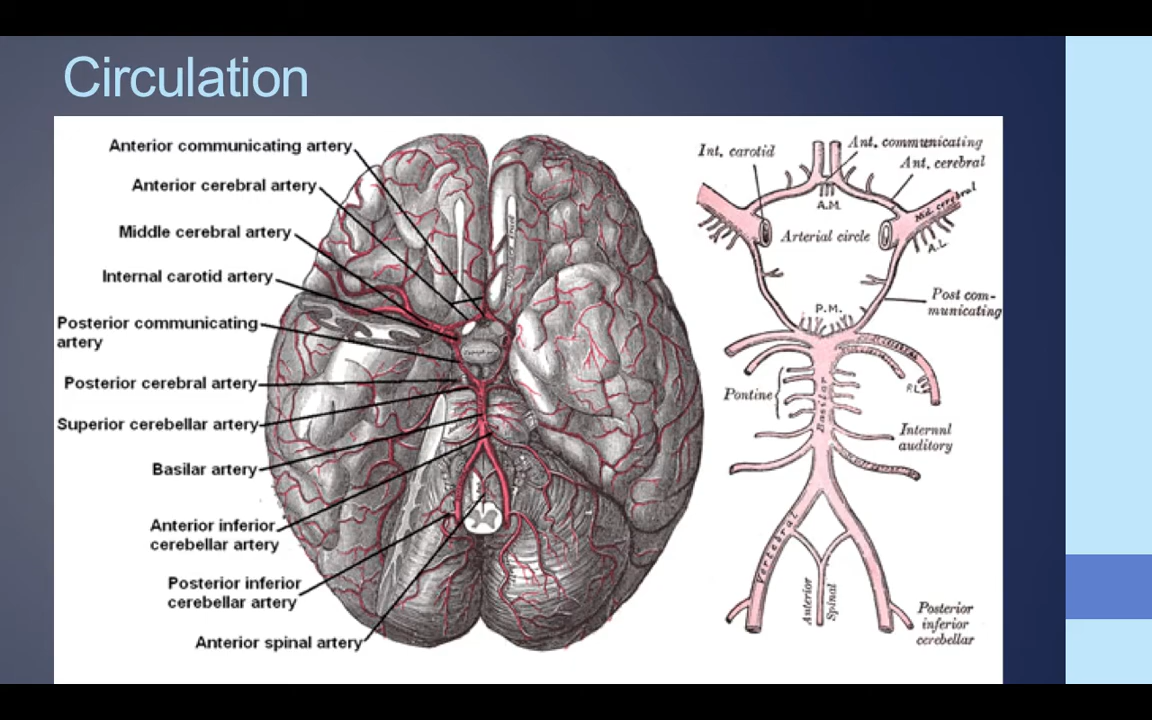 Circulation
Anterior communicating artery
Anterior cerebral artery
Middle cerebral artery
Internal carotid artery
Posterior communicating
artery
Posterior cerebral artery
Superior cerebellar artery
Basilar artery
Anterior inferior
cerebellar artery
Posterior inferior
cerebellar artery
Anterior spinal artery
Int. carotid
Ant. communicating
Ant. cerebral
Mid. cerebral
A.M.
A.L.
Arterial circle
Post com-
municating
P.M.
P.L.
Pontine
Basilar
Internal
auditory
Vertebral
Anterior
Spinal
Posterior
inferior
cerebellar